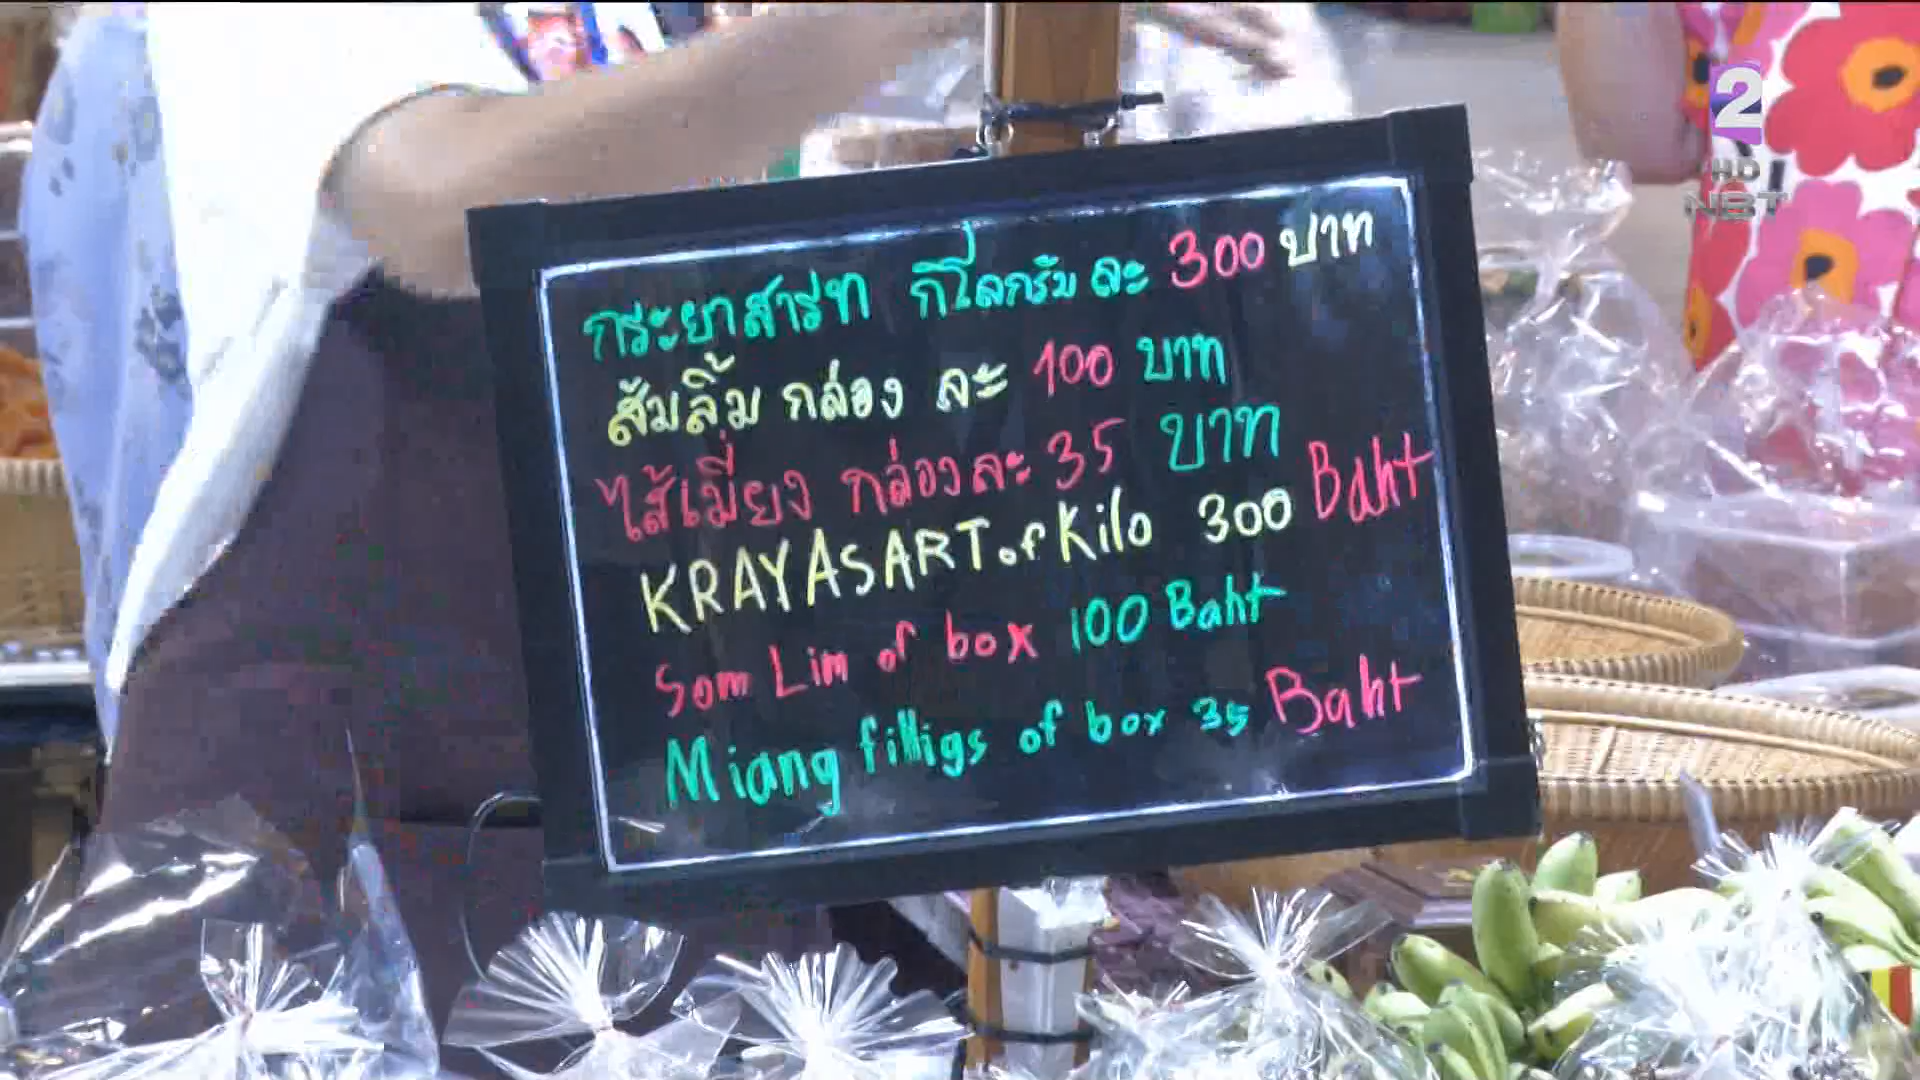 2
HD
NBT
กระยาสารท กิโลกรัม ละ 300 บาท
ส้มลิ้ม กล่อง ละ 100 บาท
ไส้เมี่ยง กล่องละ 35 บาท
KRAYASART of Kilo 300 Baht
Som Lim of box 100 Baht
Miang filligs of box 35 Baht